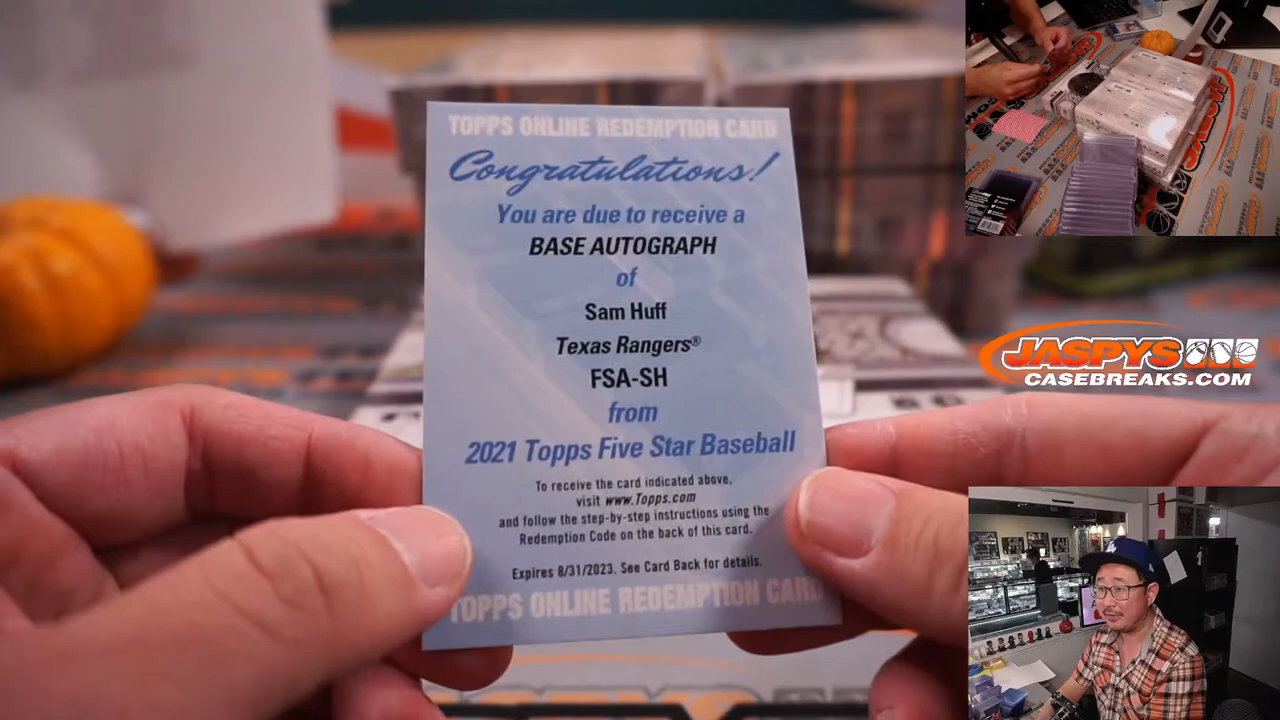 TOPPS ONLINE REDEMPTION CARD
Congratulations!
You are due to receive a
BASE AUTOGRAPH
of
Sam Huff
Texas Rangers®
FSA-SH
from
2021 Topps Five Star Baseball
To receive the card indicated above,
visit www.Topps.com
and follow the step-by-step instructions using the
Redemption Code on the back of this card.
Expires 8/31/2023. See Card Back for details.
TOPPS ONLINE REDEMPTION CARD
JASPYS
CASEBREAKS.COM